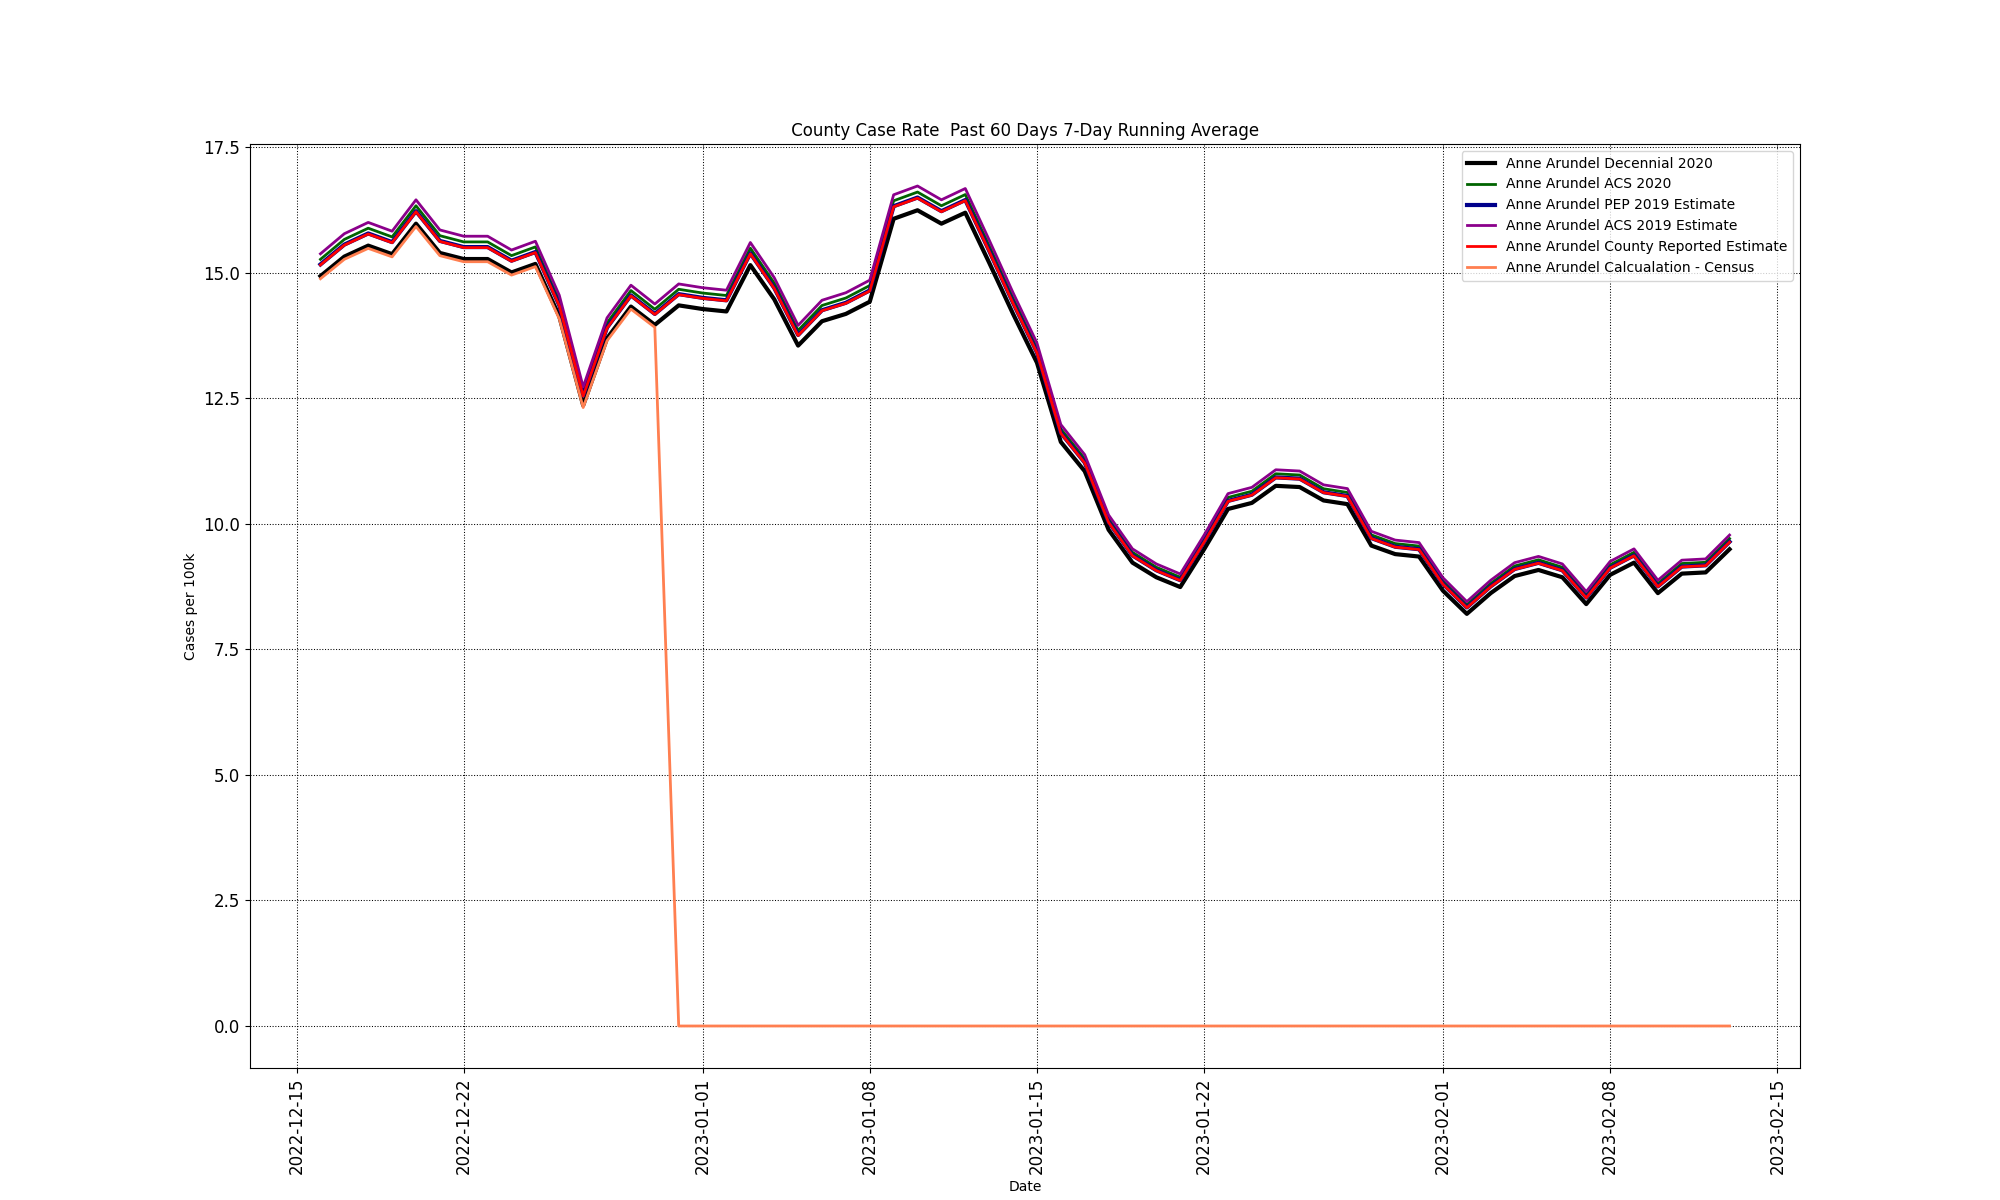 County Case Rate  Past 60 Days 7-Day Running Average
Anne Arundel Decennial 2020
Anne Arundel ACS 2020
Anne Arundel PEP 2019 Estimate
Anne Arundel ACS 2019 Estimate
Anne Arundel County Reported Estimate
Anne Arundel Calcualation - Census
Cases per 100k
17.5
15.0
12.5
10.0
7.5
5.0
2.5
0.0
2022-12-15
2022-12-22
2023-01-01
2023-01-08
2023-01-15
2023-01-22
2023-02-01
2023-02-08
2023-02-15
Date